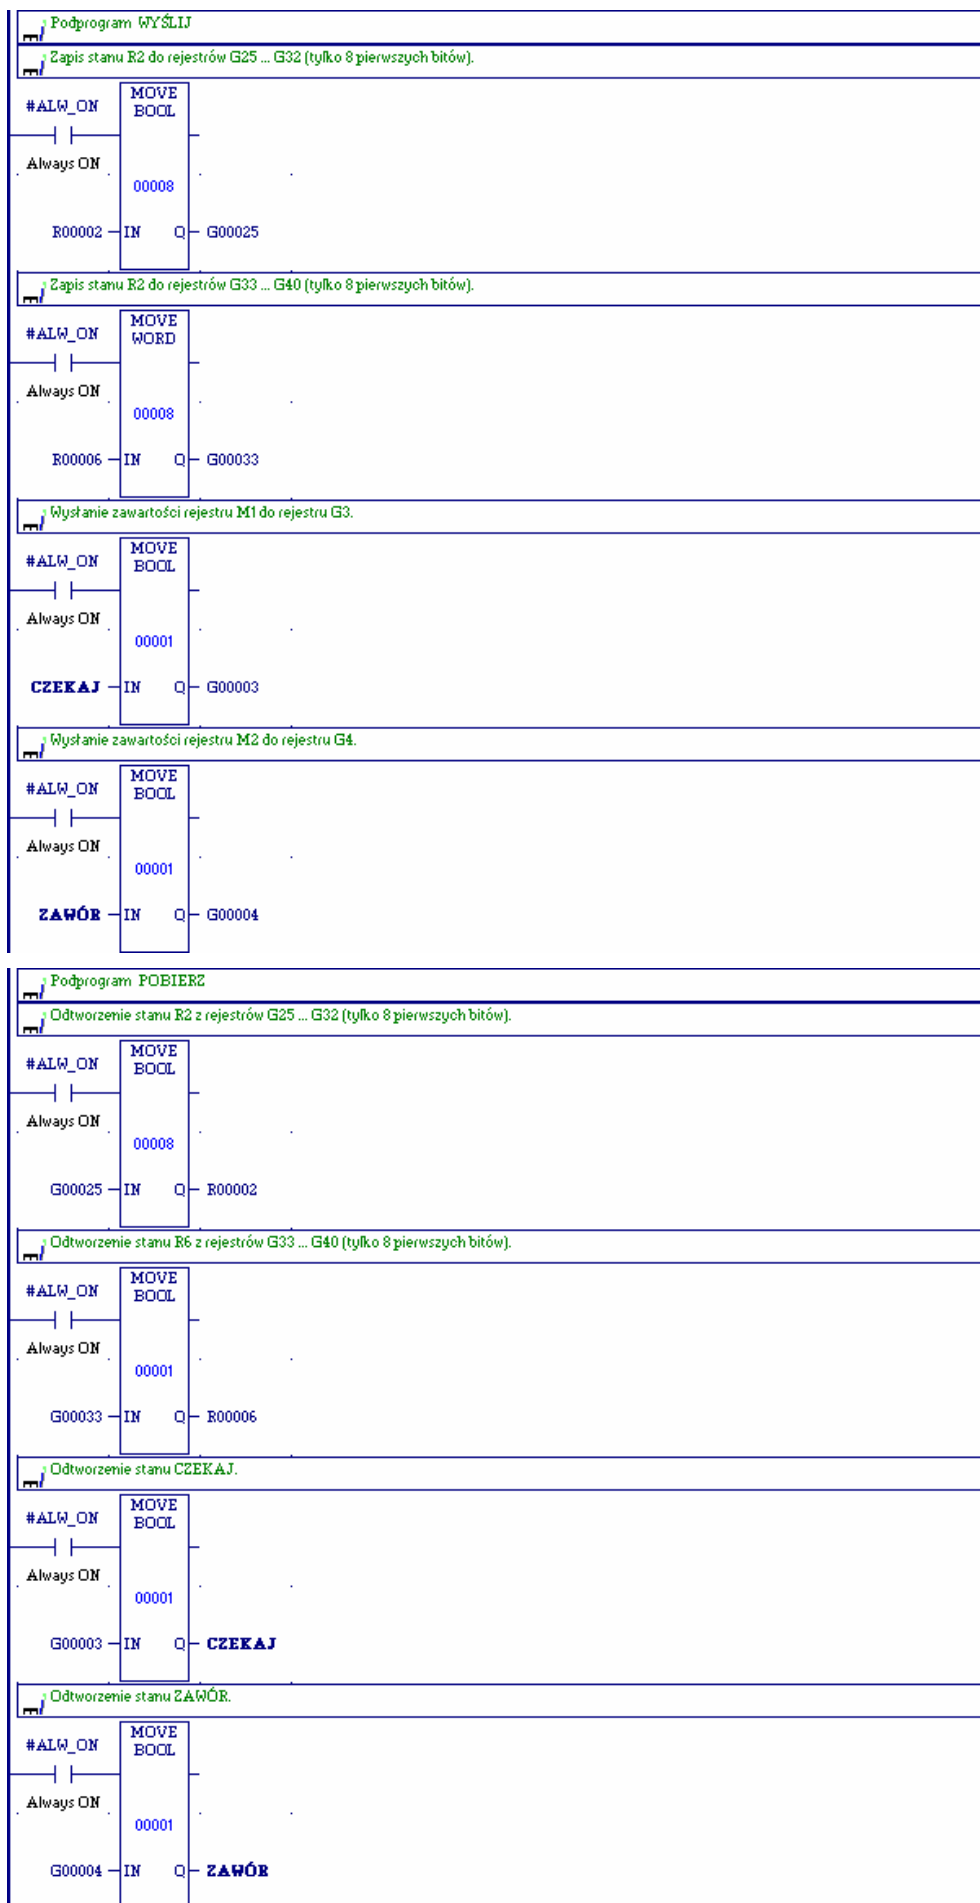 Podprogram WYŚLIJ
Zapis stanu R2 do rejestrów G25 ... G32 (tylko 8 pierwszych bitów).
#ALW_ON
MOVE
BOOL
Always ON
00008
R00002 IN Q G00025
Zapis stanu R2 do rejestrów G33 ... G40 (tylko 8 pierwszych bitów).
#ALW_ON
MOVE
WORD
Always ON
00008
R00006 IN Q G00033
Wysłanie zawartości rejestru M1 do rejestru G3.
#ALW_ON
MOVE
BOOL
Always ON
00001
CZEKAJ IN Q G00003
Wysłanie zawartości rejestru M2 do rejestru G4.
#ALW_ON
MOVE
BOOL
Always ON
00001
ZAWÓR IN Q G00004
Podprogram POBIERZ
Odtworzenie stanu R2 z rejestrów G25 ... G32 (tylko 8 pierwszych bitów).
#ALW_ON
MOVE
BOOL
Always ON
00008
G00025 IN Q R00002
Odtworzenie stanu R6 z rejestrów G33 ... G40 (tylko 8 pierwszych bitów).
#ALW_ON
MOVE
BOOL
Always ON
00001
G00033 IN Q R00006
Odtworzenie stanu CZEKAJ.
#ALW_ON
MOVE
BOOL
Always ON
00001
G00003 IN Q CZEKAJ
Odtworzenie stanu ZAWÓR.
#ALW_ON
MOVE
BOOL
Always ON
00001
G00004 IN Q ZAWÓR